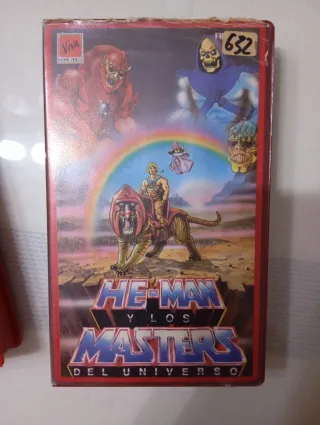 632
HE-MAN
Y LOS
MASTERS
DEL UNIVERSO